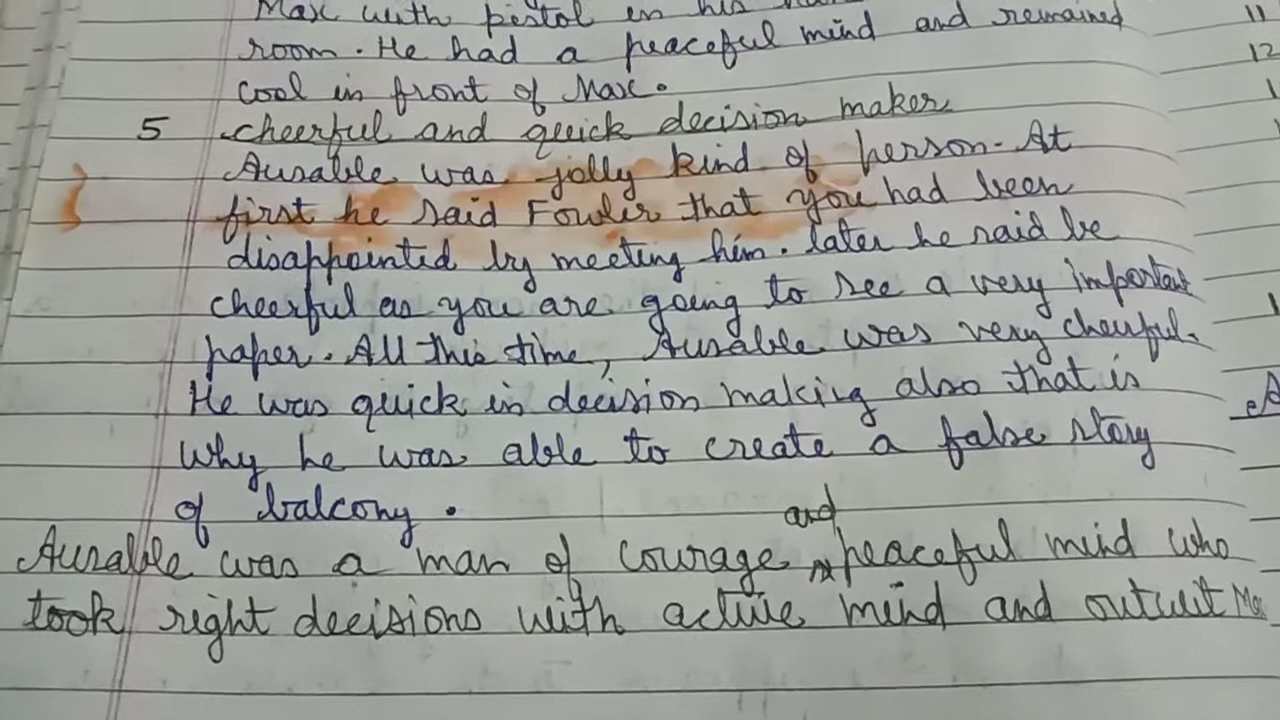 Max with pistol in his
room. He had a peaceful mind and remained
cool in front of Max.
5 cheerful and quick decision maker
Ausable was jolly kind of person. At
first he said Fowler that you had been
disappointed by meeting him. later he said be
cheerful as you are going to see a very important
paper. All this time, Ausable was very cheerful.
He was quick in decision making also that is
why he was able to create a false story
of balcony.
Ausable was a man of courage and peaceful mind who
took right decisions with active mind and outwit
11
12